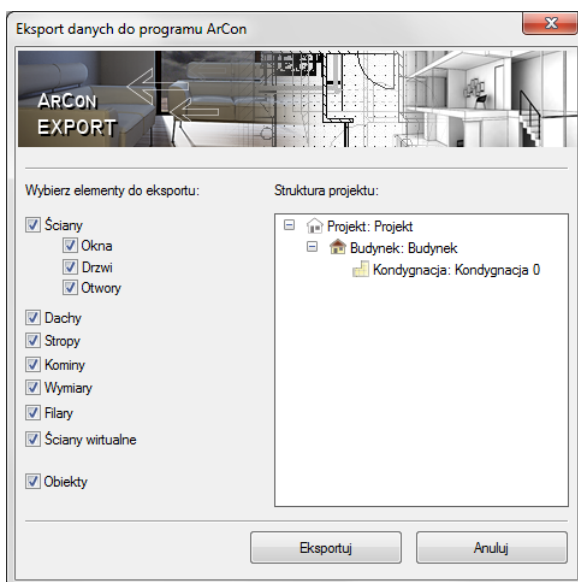 Eksport danych do programu ArCon
ARCON
EXPORT
Wybierz elementy do eksportu:
Struktura projektu:
Ściany
Okna
Drzwi
Otwory
Dachy
Stropy
Kominy
Wymiary
Filary
Ściany wirtualne
Obiekty
Projekt: Projekt
Budynek: Budynek
Kondygnacja: Kondygnacja 0
Eksportuj
Anuluj